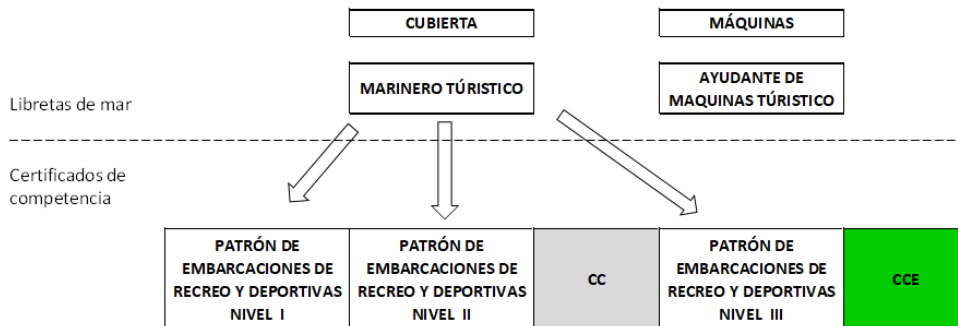 CUBIERTA
MÁQUINAS
MARINERO TÚRISTICO
AYUDANTE DE
MAQUINAS TÚRISTICO
Libretas de mar
Certificados de
competencia
PATRÓN DE
EMBARCACIONES DE
RECREO Y DEPORTIVAS
NIVEL I
PATRÓN DE
EMBARCACIONES DE
RECREO Y DEPORTIVAS
NIVEL II
CC
PATRÓN DE
EMBARCACIONES DE
RECREO Y DEPORTIVAS
NIVEL III
CCE